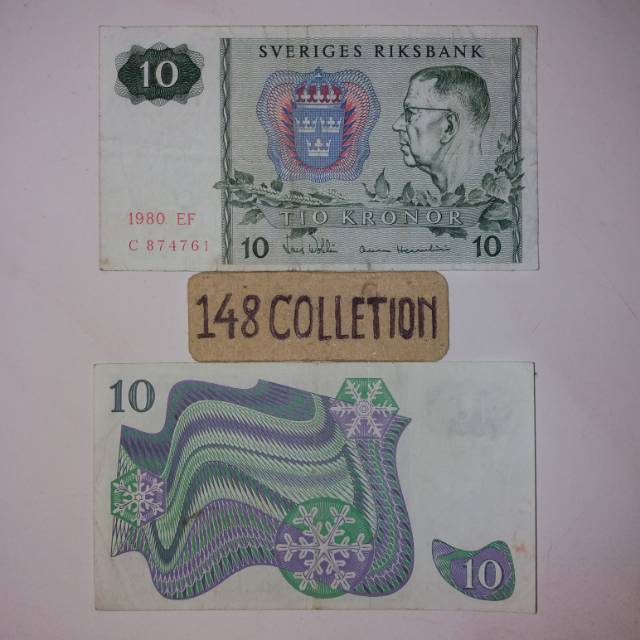 10
SVERIGES RIKSBANK
1980 EF
C 874761
TIO KRONOR
10
10
148 COLLETION
10
10